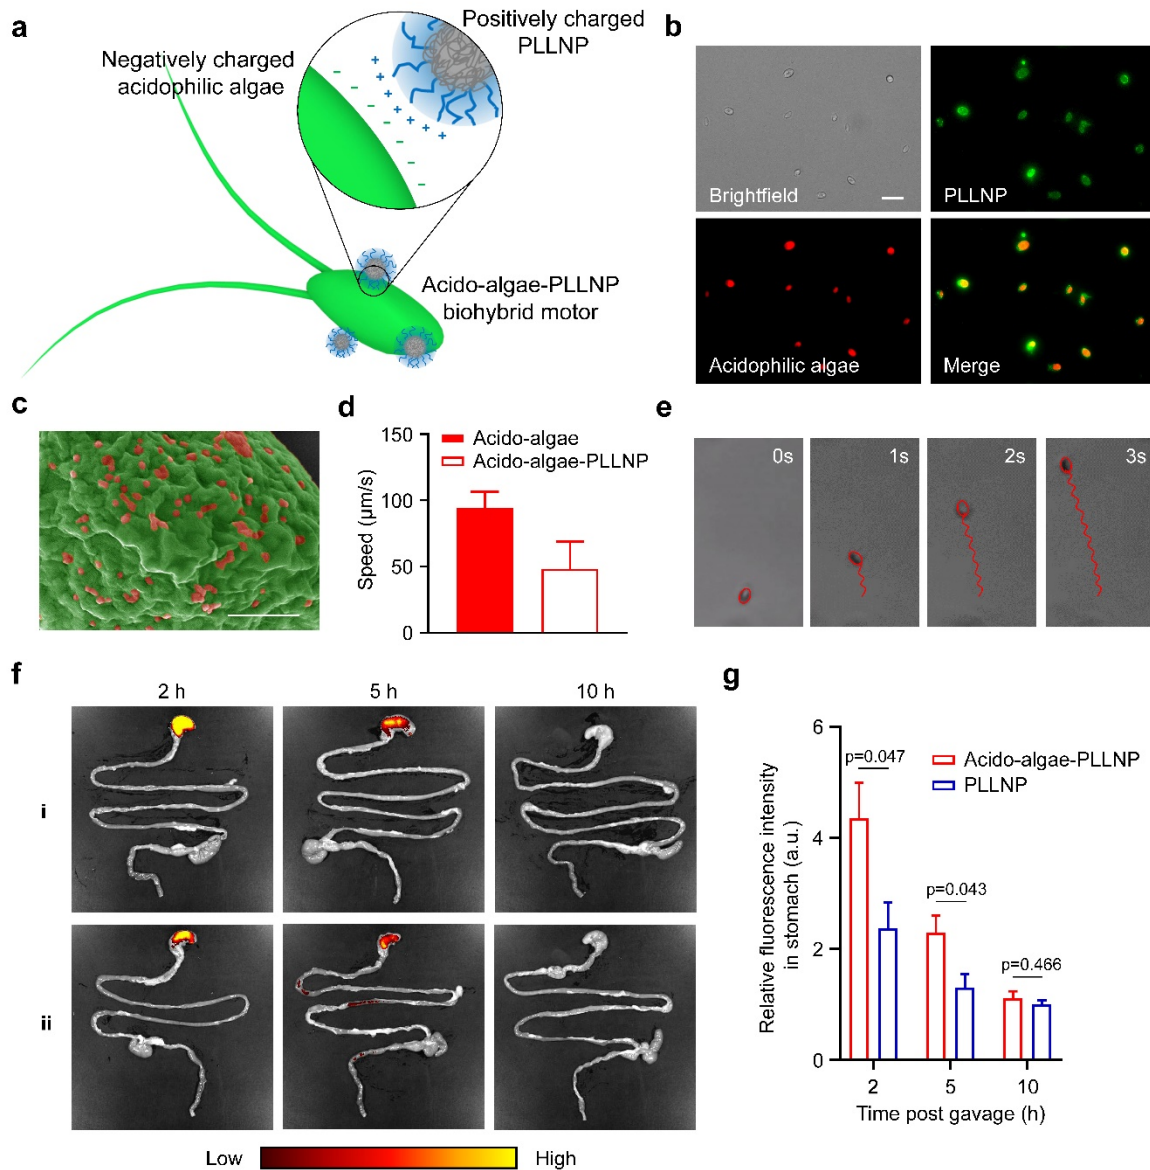 a
Negatively charged
acidophilic algae
Positively charged
PLLNP
- - - - - - -
+ + + + + + +
Acido-algae-PLLNP
biohybrid motor
b
Brightfield
PLLNP
Acidophilic algae
Merge
c
d
150
100
50
0
Speed (µm/s)
Acido-algae
Acido-algae-PLLNP
e
0s
1s
2s
3s
f
2 h
5 h
10 h
i
ii
Low
High
g
6
4
2
0
Relative fluorescence intensity
in stomach (a.u.)
Acido-algae-PLLNP
PLLNP
p=0.047
p=0.043
p=0.466
2
5
10
Time post gavage (h)